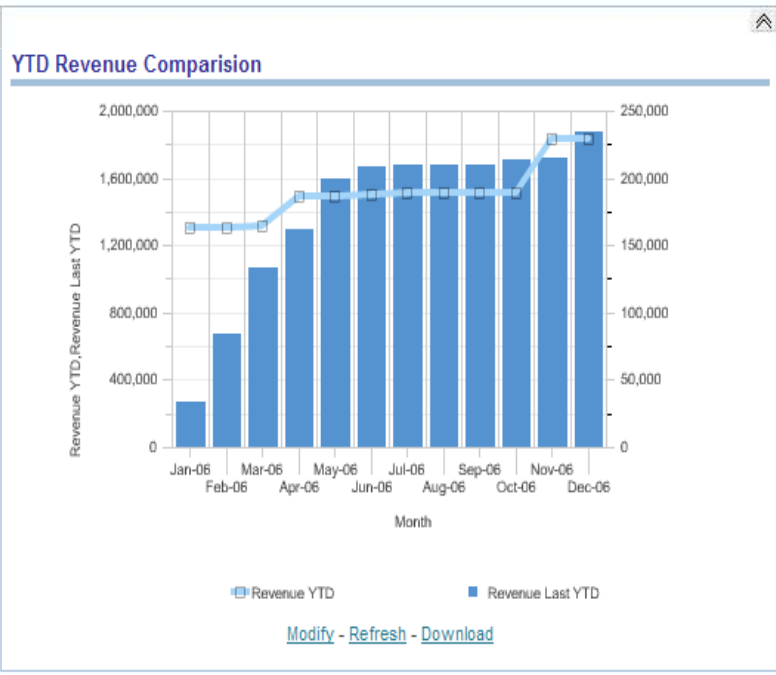 YTD Revenue Comparision
2,000,000
1,600,000
1,200,000
800,000
400,000
0
250,000
200,000
150,000
100,000
50,000
0
Revenue YTD,Revenue Last YTD
Jan-06
Feb-06
Mar-06
Apr-06
May-06
Jun-06
Jul-06
Aug-06
Sep-06
Oct-06
Nov-06
Dec-06
Month
Revenue YTD
Revenue Last YTD
Modify - Refresh - Download